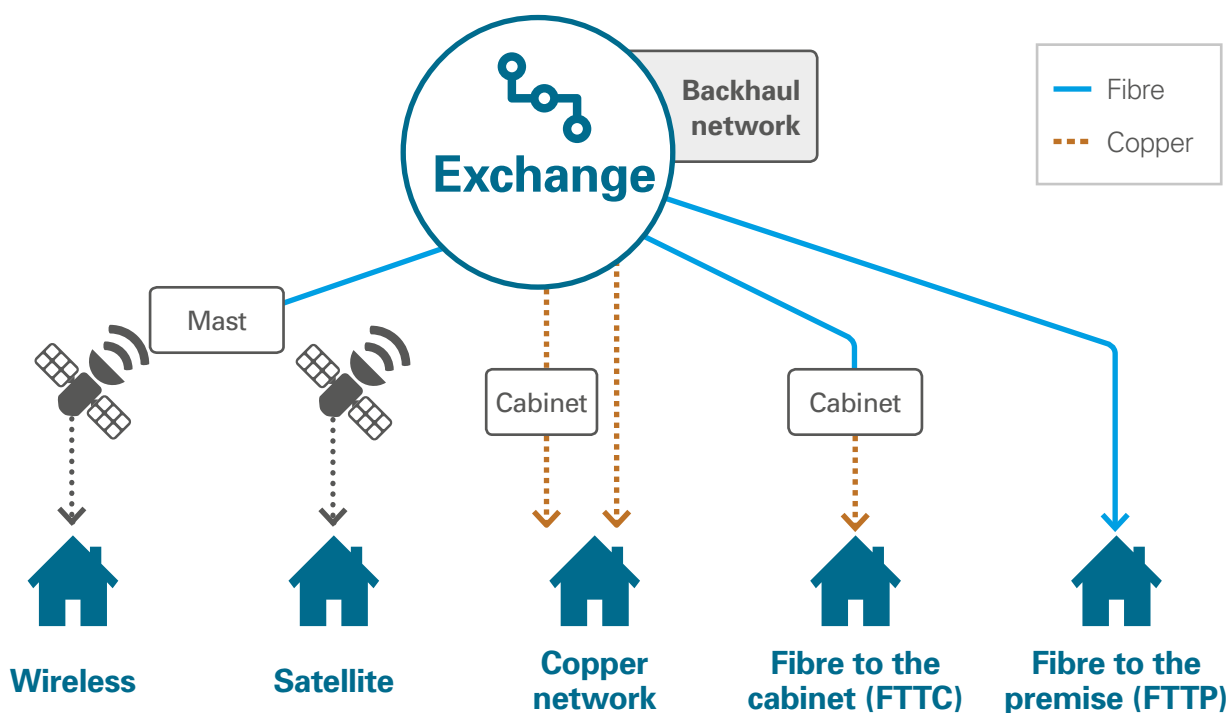 Backhaul
network
Exchange
Fibre
Copper
Mast
Cabinet
Cabinet
Wireless
Satellite
Copper
network
Fibre to the
cabinet (FTTC)
Fibre to the
premise (FTTP)